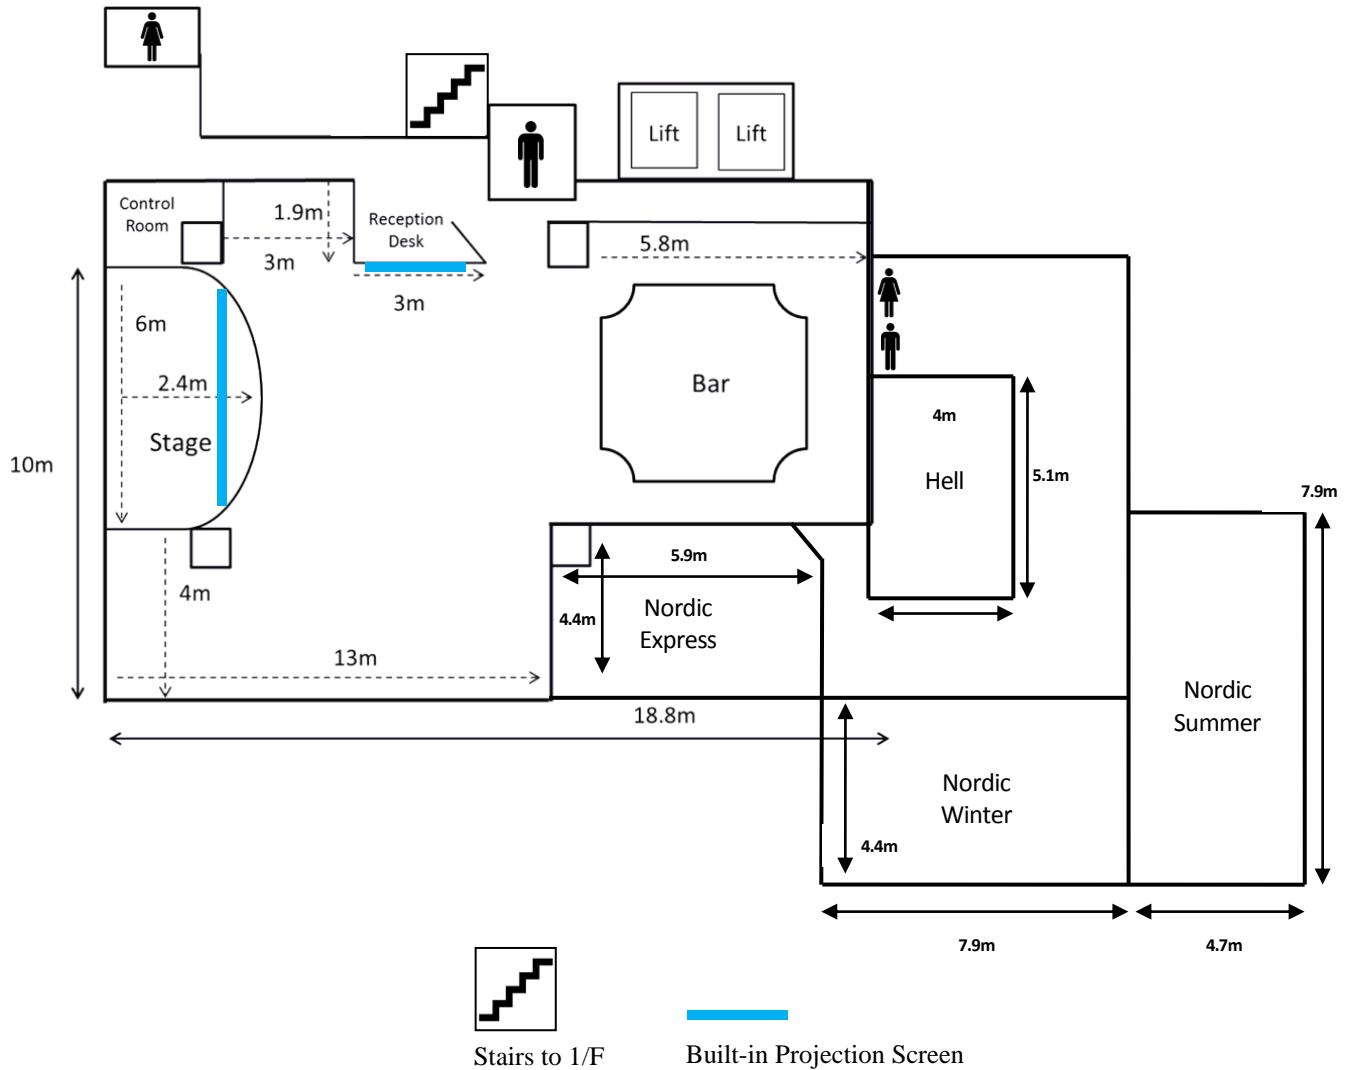 Lift
Lift
Control
Room
1.9m
Reception
Desk
3m
5.8m
3m
6m
2.4m
Stage
Bar
10m
4m
Hell
5.1m
7.9m
4m
5.9m
4.4m
Nordic
Express
13m
18.8m
Nordic
Summer
Nordic
Winter
4.4m
7.9m
4.7m
Stairs to 1/F
Built-in Projection Screen